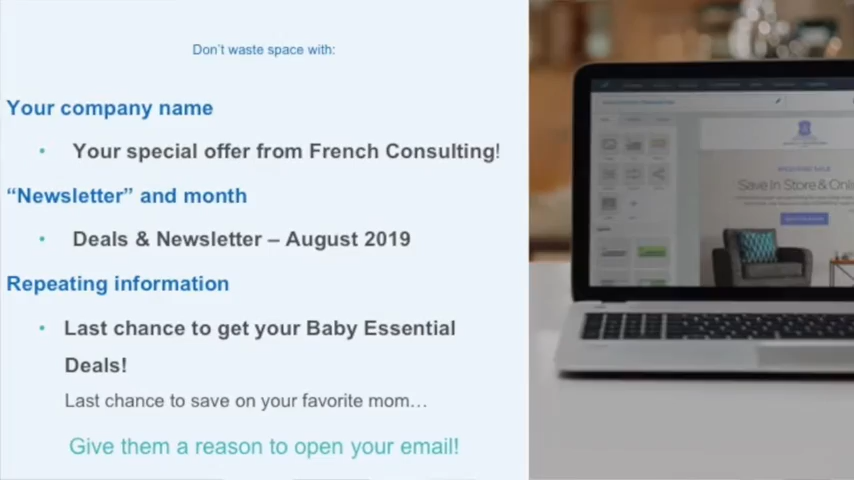 Don't waste space with:
Your company name
• Your special offer from French Consulting!
“Newsletter” and month
• Deals & Newsletter – August 2019
Repeating information
• Last chance to get your Baby Essential
Deals!
Last chance to save on your favorite mom…
Give them a reason to open your email!
Save In Store & Onli